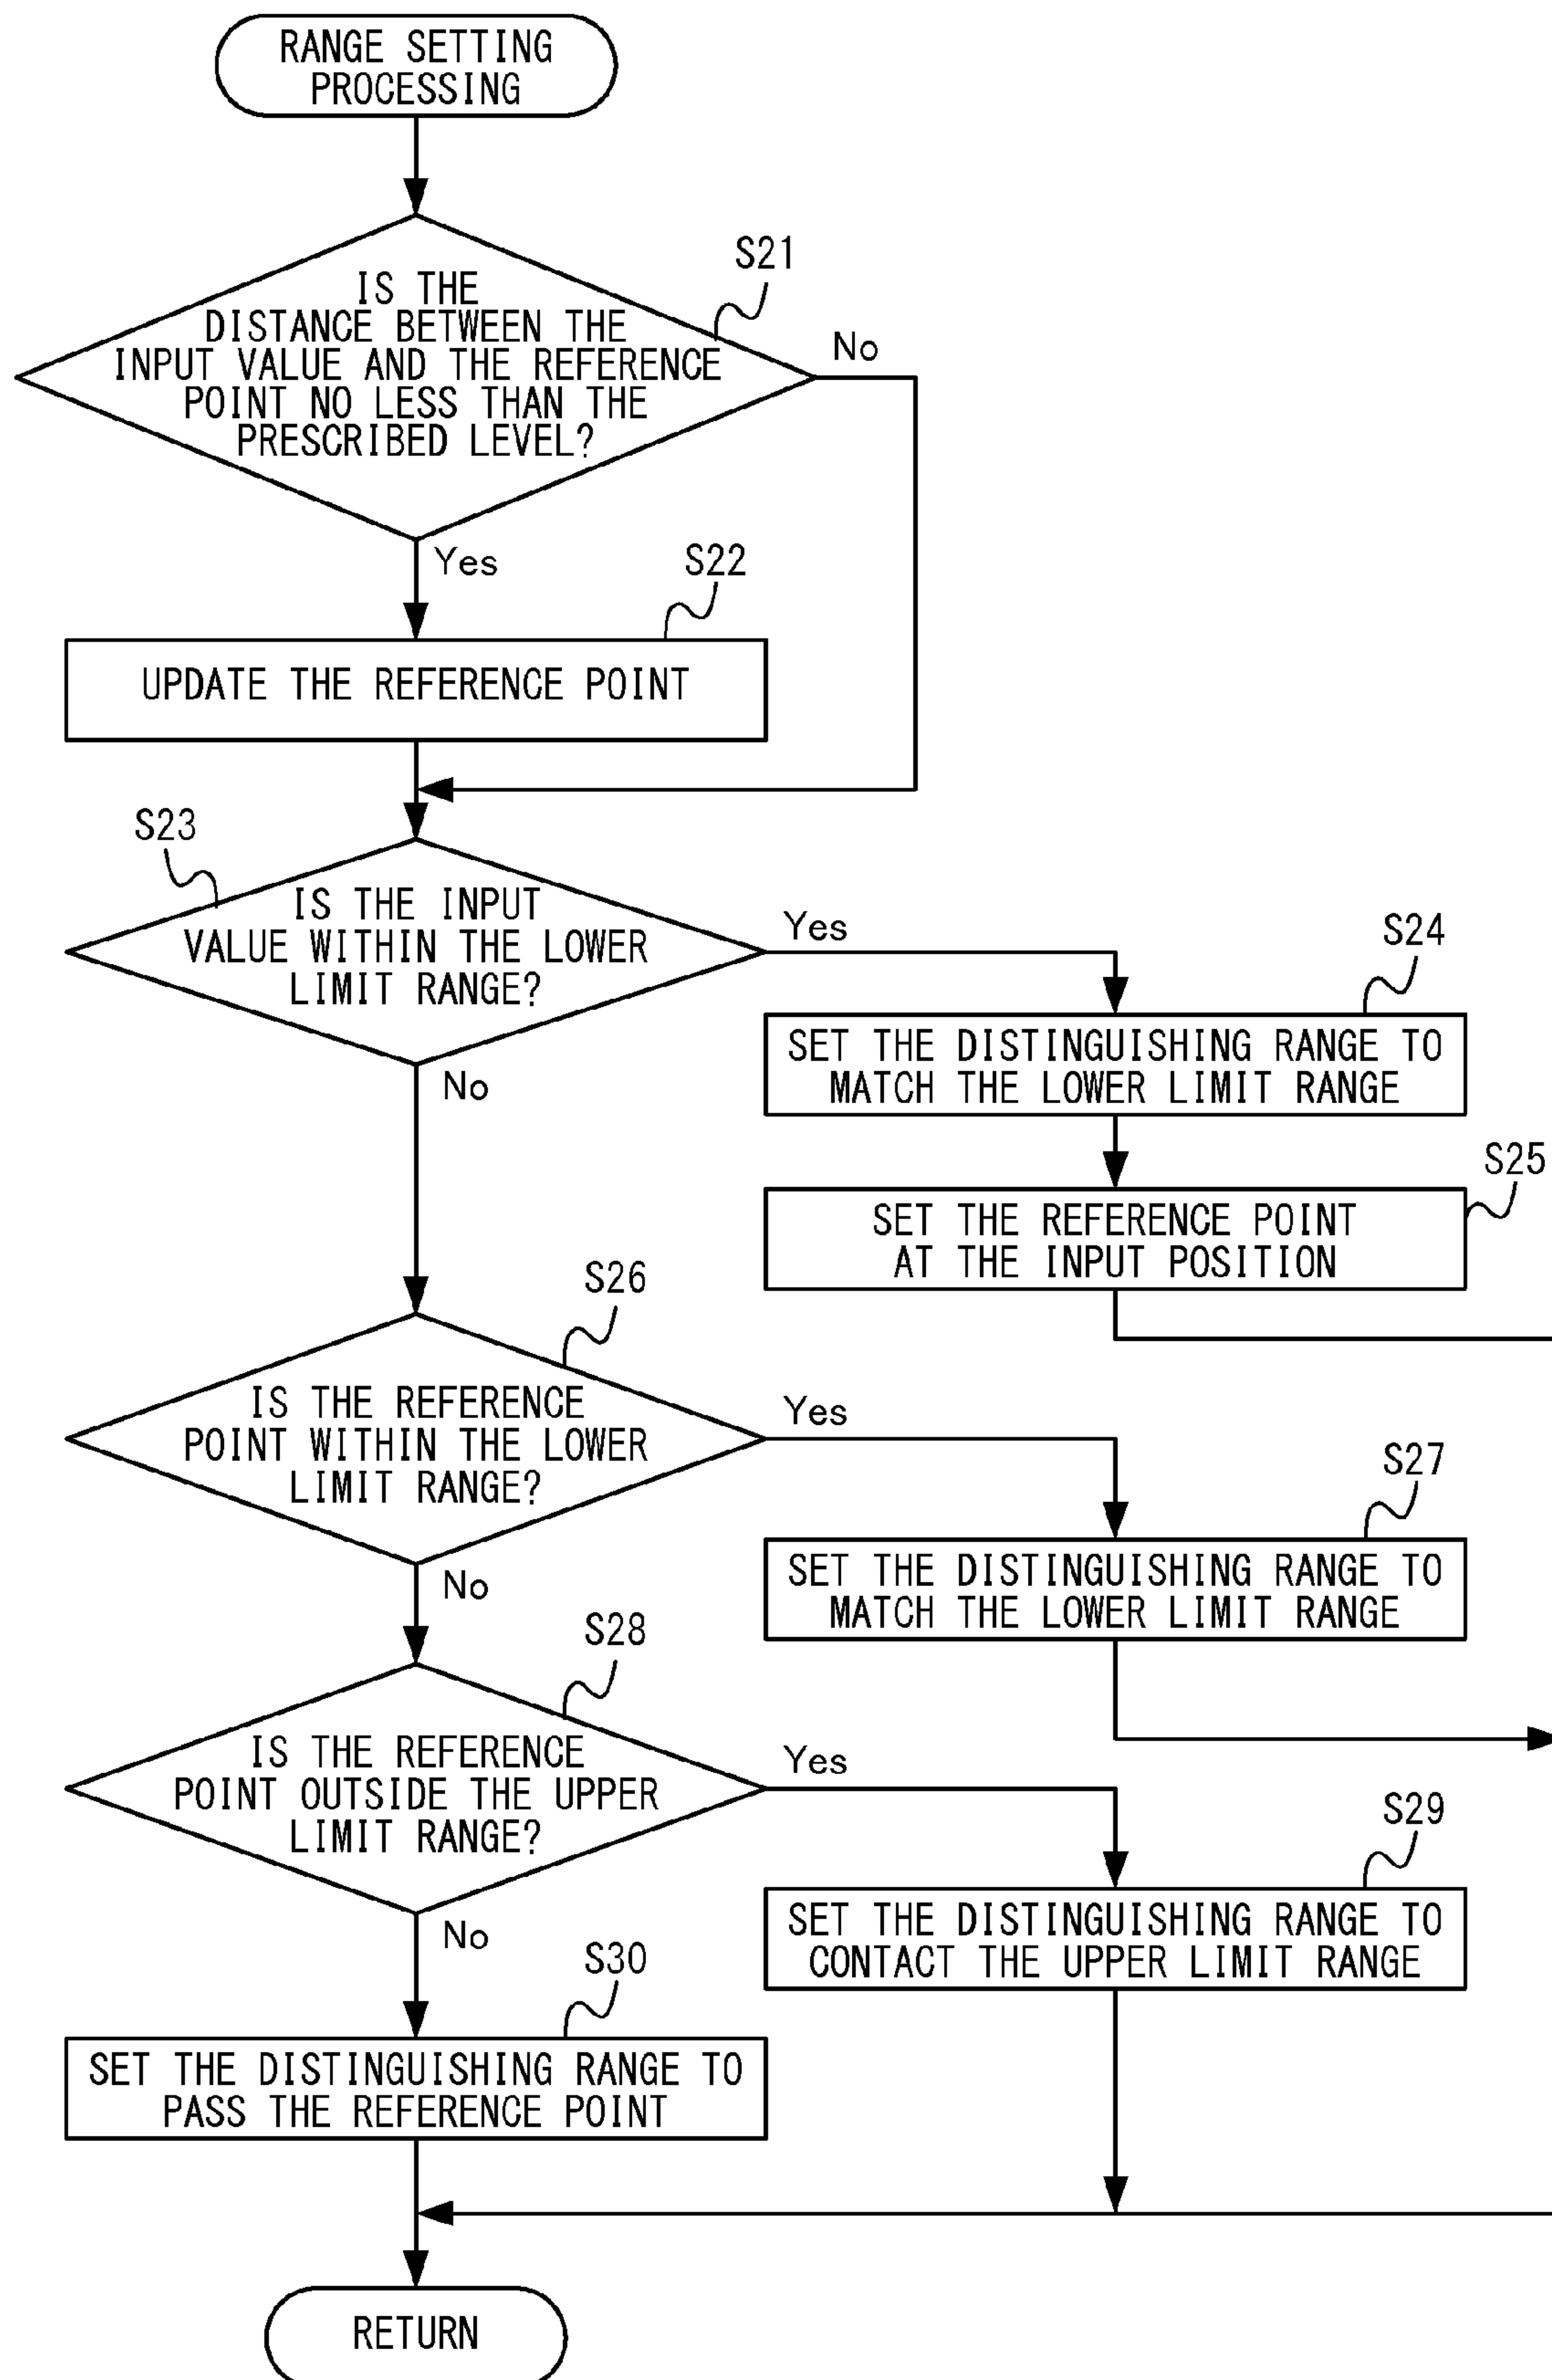 RANGE SETTING
PROCESSING
S21
IS THE
DISTANCE BETWEEN THE
INPUT VALUE AND THE REFERENCE
POINT NO LESS THAN THE
PRESCRIBED LEVEL?
No
Yes
S22
UPDATE THE REFERENCE POINT
S23
IS THE INPUT
VALUE WITHIN THE LOWER
LIMIT RANGE?
Yes
No
S24
SET THE DISTINGUISHING RANGE TO
MATCH THE LOWER LIMIT RANGE
S25
SET THE REFERENCE POINT
AT THE INPUT POSITION
S26
IS THE REFERENCE
POINT WITHIN THE LOWER
LIMIT RANGE?
Yes
No
S27
SET THE DISTINGUISHING RANGE TO
MATCH THE LOWER LIMIT RANGE
S28
IS THE REFERENCE
POINT OUTSIDE THE UPPER
LIMIT RANGE?
Yes
No
S29
SET THE DISTINGUISHING RANGE TO
CONTACT THE UPPER LIMIT RANGE
S30
SET THE DISTINGUISHING RANGE TO
PASS THE REFERENCE POINT
RETURN